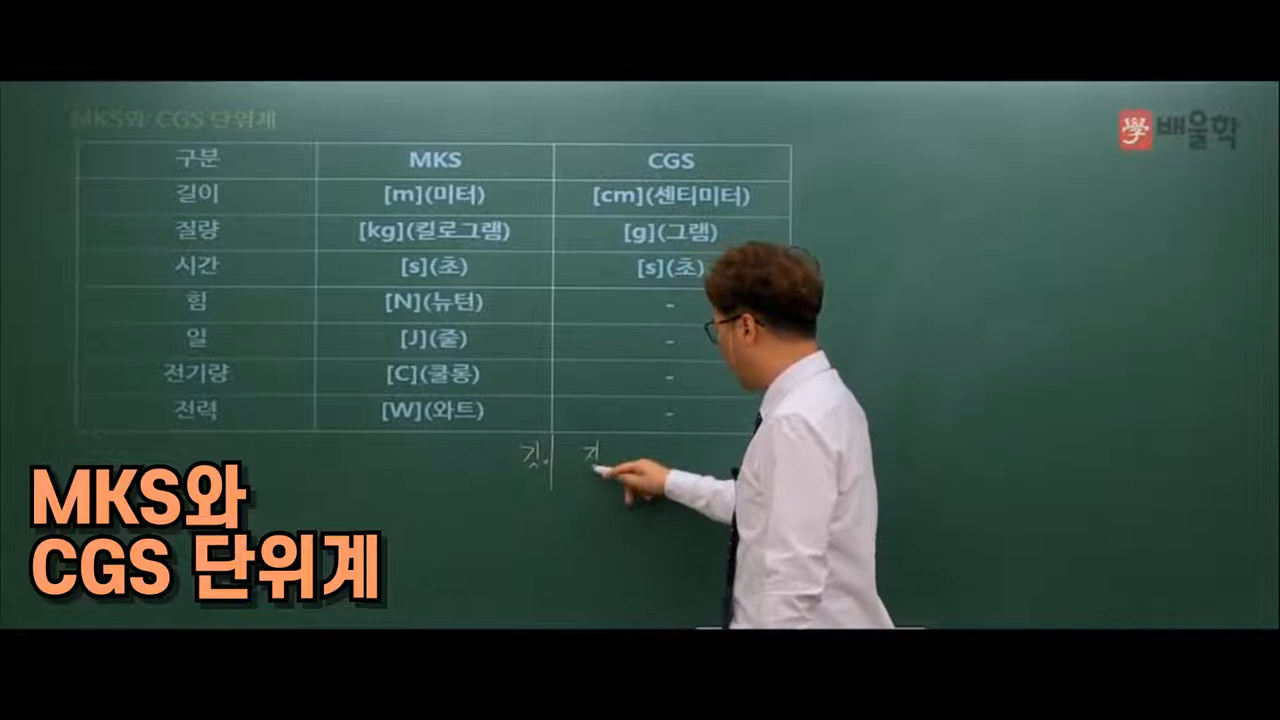 MKS와 CGS 단위계
學 배울학
구분 MKS CGS
길이 [m](미터) [cm](센티미터)
질량 [kg](킬로그램) [g](그램)
시간 [s](초) [s](초)
힘 [N](뉴턴) -
일 [J](줄) -
전기량 [C](쿨롱) -
전력 [W](와트) -
MKS와
CGS 단위계